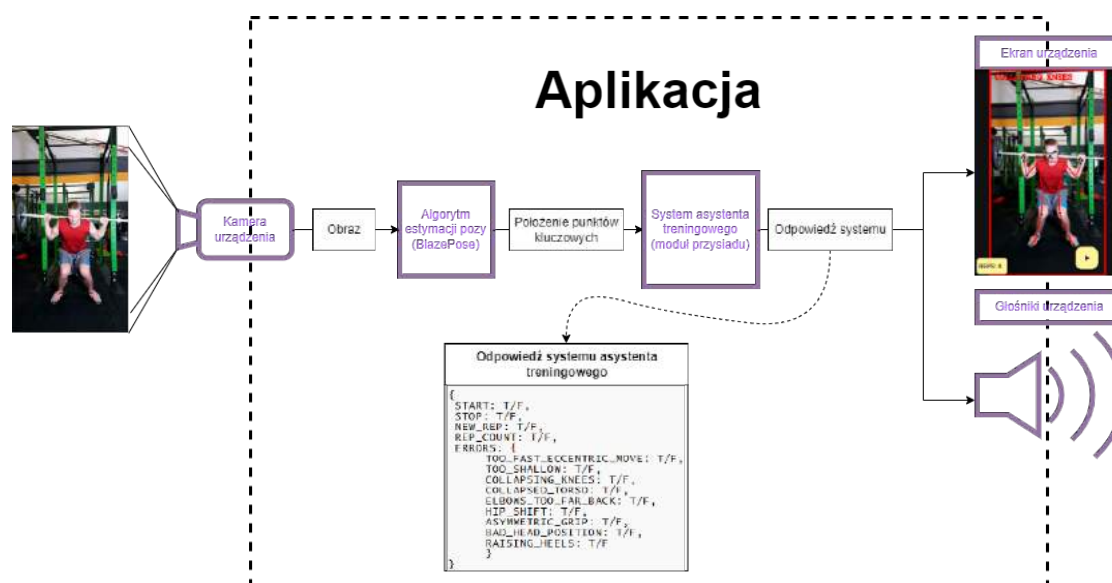 Aplikacja
Kamera
urządzenia
Obraz
Algorytm
estymacji pozy
(BlazePose)
Położenie punktów
kluczowych
System asystenta
treningowego
(moduł przysiadu)
Odpowiedź systemu
Ekran urządzenia
KNEES
Głośniki urządzenia
Odpowiedź systemu asystenta
treningowego
{
START: T/F,
STOP: T/F,
NEW_REP: T/F,
REP_COUNT: T/F,
ERRORS: {
TOO_FAST_ECCENTRIC_MOVE: T/F,
TOO_SHALLOW: T/F,
COLLAPSING_KNEES: T/F,
COLLAPSED_TORSO: T/F,
ELBOWS_TOO_FAR_BACK: T/F,
HIP_SHIFT: T/F,
ASYMMETRIC_GRIP: T/F,
BAD_HEAD_POSITION: T/F,
RAISING_HEELS: T/F
}
}